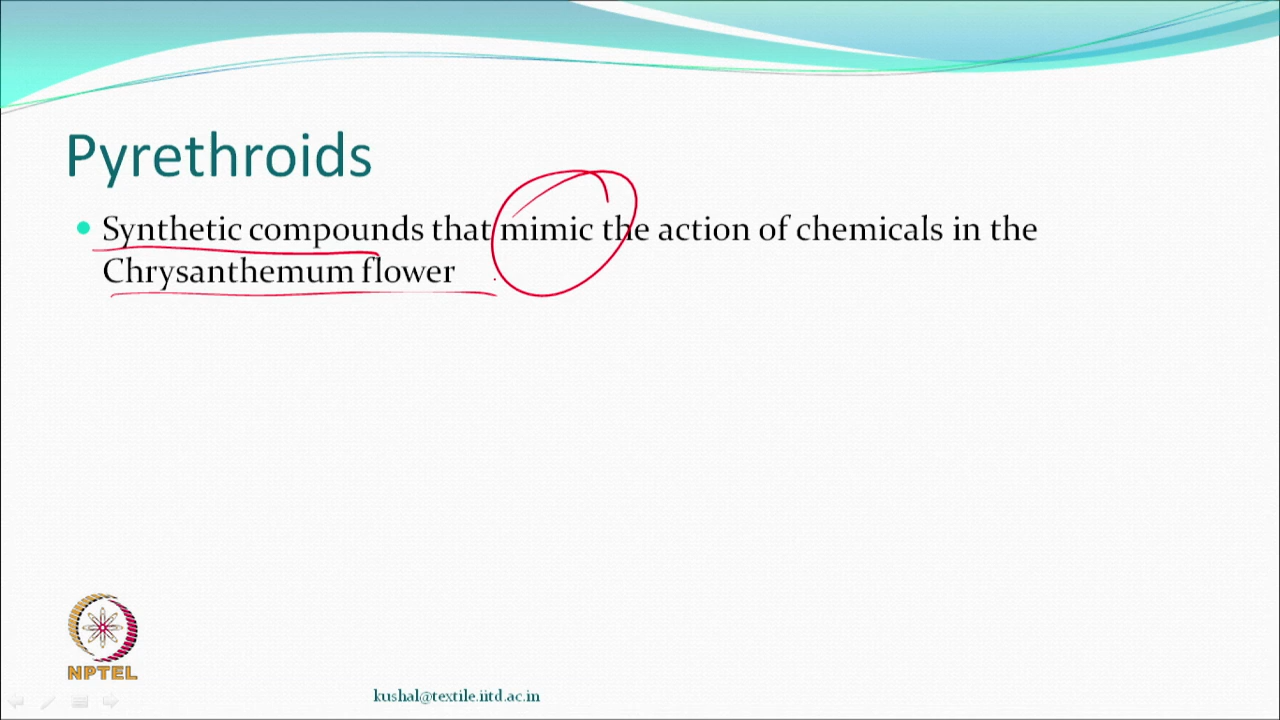 Pyrethroids
Synthetic compounds that mimic the action of chemicals in the
Chrysanthemum flower
NPTEL
kushal@textile.iitd.ac.in